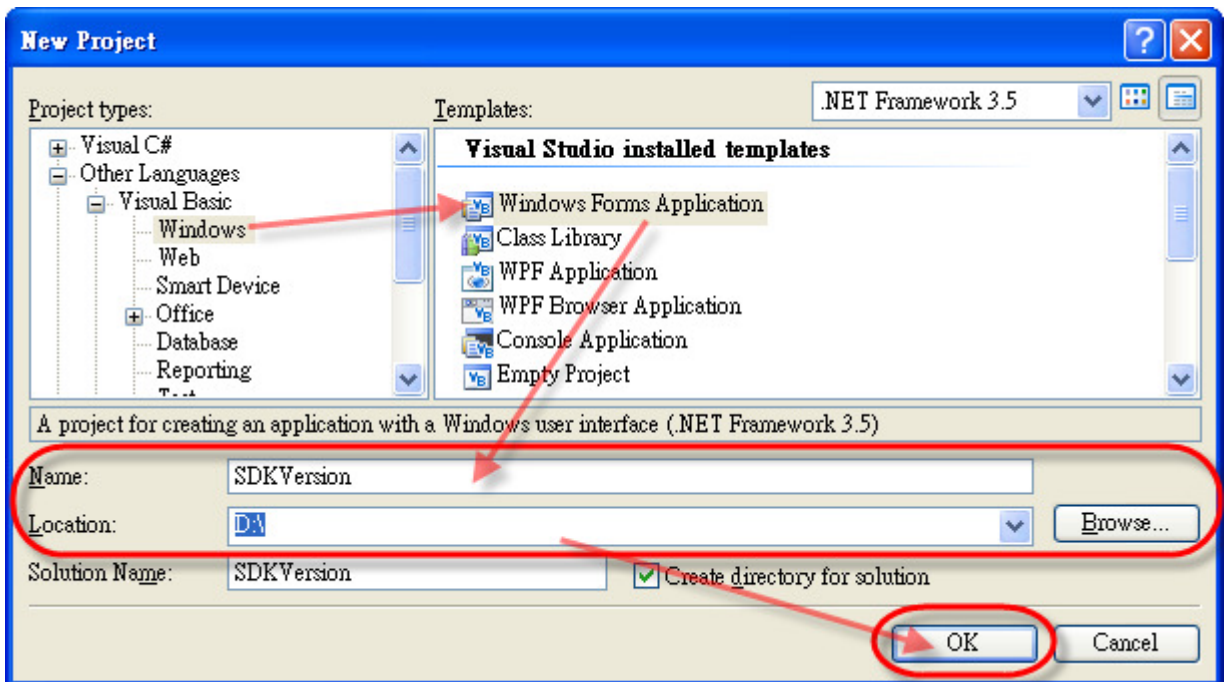 New Project
Project types:
Templates:
.NET Framework 3.5
Visual C#
Other Languages
Visual Basic
Windows
Web
Smart Device
Office
Database
Reporting
Visual Studio installed templates
Windows Forms Application
Class Library
WPF Application
WPF Browser Application
Console Application
Empty Project
A project for creating an application with a Windows user interface (.NET Framework 3.5)
Name:
SDKVersion
Location:
D:\
Browse...
Solution Name:
SDKVersion
Create directory for solution
OK
Cancel